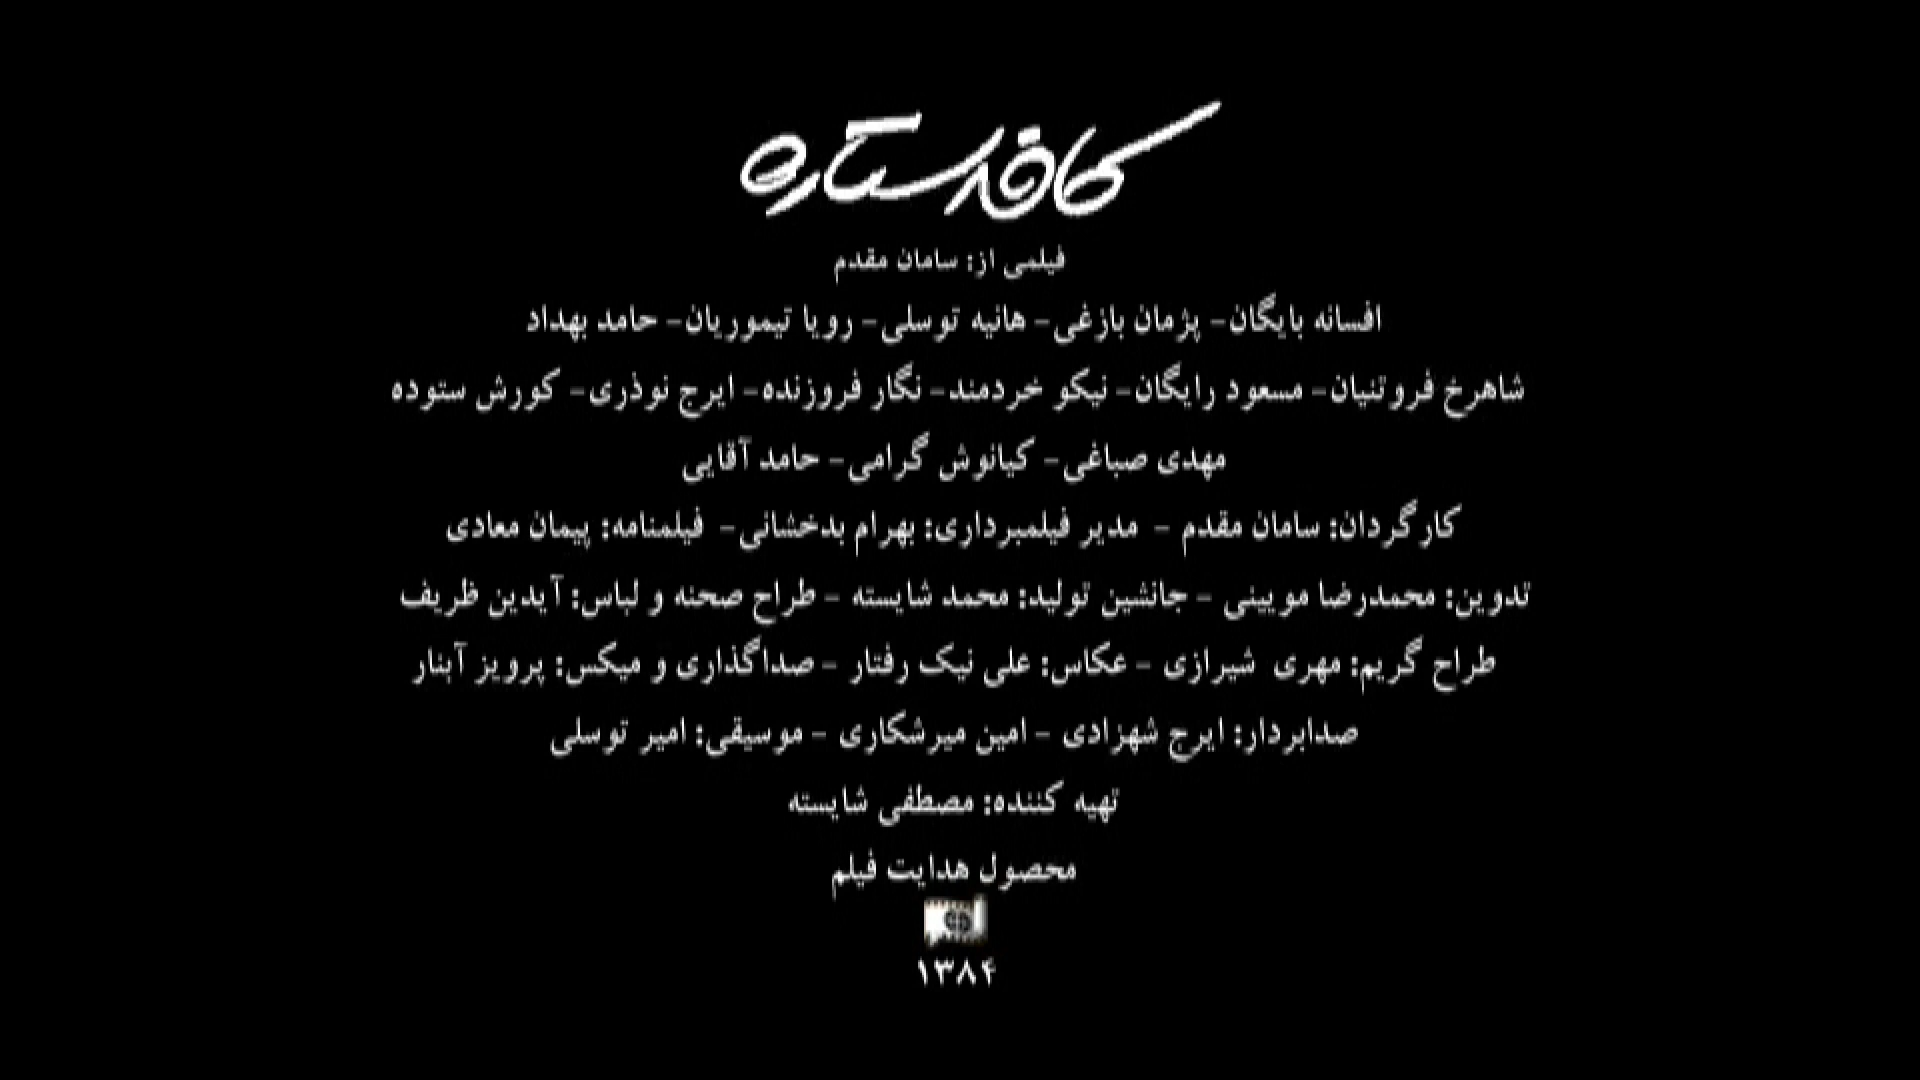 کافه ستاره
فیلمی از: سامان مقدم
افسانه بایگان- پژمان بازغی- هانیه توسلی- رویا تیموریان- حامد بهداد
شاهرخ فروتنیان- مسعود رایگان- نیکو خردمند- نگار فروزنده- ایرج نوذری- کورش ستوده
مهدی صباغی- کیانوش گرامی- حامد آقایی
کارگردان: سامان مقدم - مدیر فیلمبرداری: بهرام بدخشانی- فیلمنامه: پیمان معادی
تدوین: محمدرضا مویینی - جانشین تولید: محمد شایسته - طراح صحنه و لباس: آیدین ظریف
طراح گریم: مهری شیرازی - عکاس: علی نیک رفتار - صداگذاری و میکس: پرویز آبنار
صدابردار: ایرج شهزادی - امین میرشکاری - موسیقی: امیر توسلی
تهیه کننده: مصطفی شایسته
محصول هدایت فیلم
۱۳۸۴